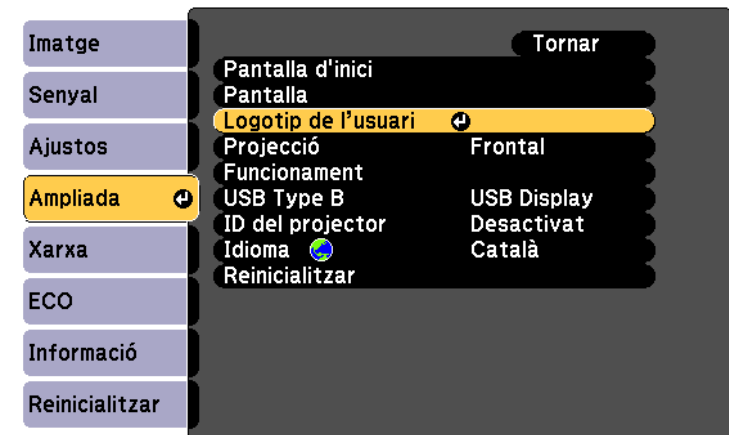 Imatge
Senyal
Ajustos
Ampliada
Xarxa
ECO
Informació
Reinicialitzar
Tornar
Pantalla d'inici
Pantalla
Logotip de l’usuari
Projecció Frontal
Funcionament
USB Type B USB Display
ID del projector Desactivat
Idioma Català
Reinicialitzar